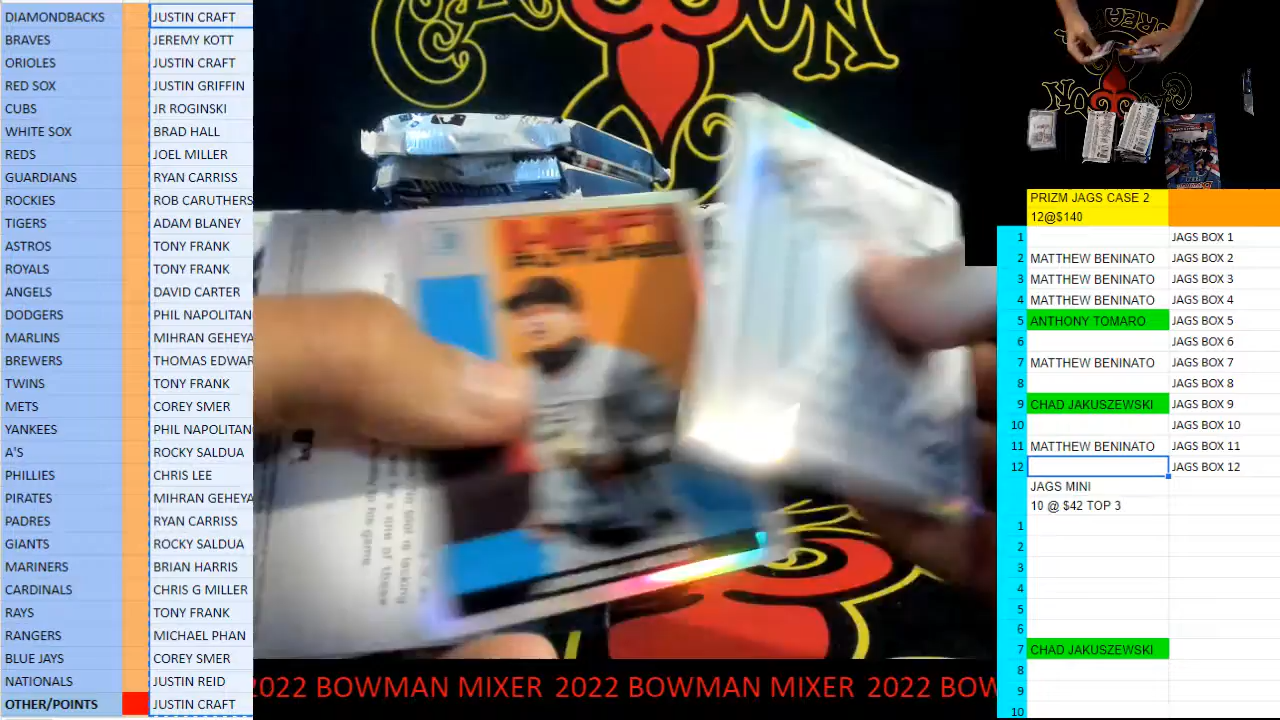 DIAMONDBACKS JUSTIN CRAFT
BRAVES JEREMY KOTT
ORIOLES JUSTIN CRAFT
RED SOX JUSTIN GRIFFIN
CUBS JR ROGINSKI
WHITE SOX BRAD HALL
REDS JOEL MILLER
GUARDIANS RYAN CARRISS
ROCKIES ROB CARUTHERS
TIGERS ADAM BLANEY
ASTROS TONY FRANK
ROYALS TONY FRANK
ANGELS DAVID CARTER
DODGERS PHIL NAPOLITAN
MARLINS MIHRAN GEHEYA
BREWERS THOMAS EDWAR
TWINS TONY FRANK
METS COREY SMER
YANKEES PHIL NAPOLITAN
A'S ROCKY SALDUA
PHILLIES CHRIS LEE
PIRATES MIHRAN GEHEYA
PADRES RYAN CARRISS
GIANTS ROCKY SALDUA
MARINERS BRIAN HARRIS
CARDINALS CHRIS G MILLER
RAYS TONY FRANK
RANGERS MICHAEL PHAN
BLUE JAYS COREY SMER
NATIONALS JUSTIN REID
OTHER/POINTS JUSTIN CRAFT
is one of these
his game.
2022 BOWMAN MIXER 2022 BOWMAN MIXER 2022 BOW
PRIZM JAGS CASE 2
12@$140
1 JAGS BOX 1
2 MATTHEW BENINATO JAGS BOX 2
3 MATTHEW BENINATO JAGS BOX 3
4 MATTHEW BENINATO JAGS BOX 4
5 ANTHONY TOMARO JAGS BOX 5
6 JAGS BOX 6
7 MATTHEW BENINATO JAGS BOX 7
8 JAGS BOX 8
9 CHAD JAKUSZEWSKI JAGS BOX 9
10 JAGS BOX 10
11 MATTHEW BENINATO JAGS BOX 11
12 JAGS BOX 12
JAGS MINI
10 @ $42 TOP 3
1
2
3
4
5
6
7 CHAD JAKUSZEWSKI
8
9
10